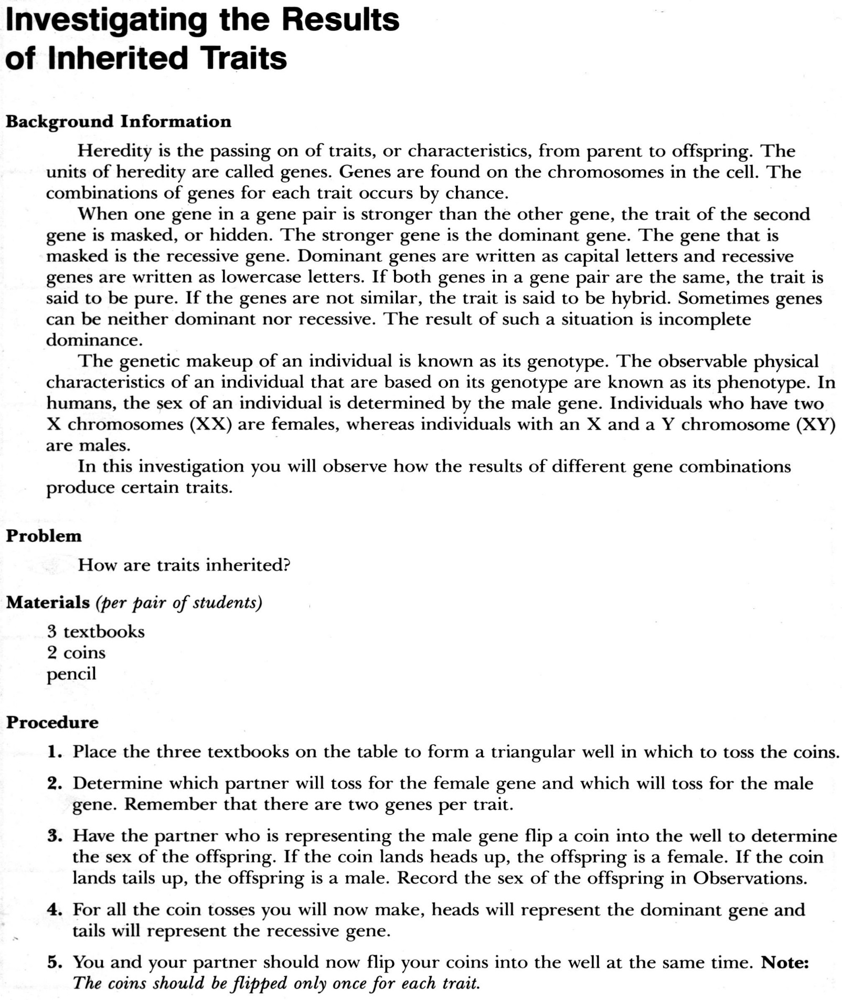 Investigating the Results
of Inherited Traits
Background Information
Heredity is the passing on of traits, or characteristics, from parent to offspring. The
units of heredity are called genes. Genes are found on the chromosomes in the cell. The
combinations of genes for each trait occurs by chance.
When one gene in a gene pair is stronger than the other gene, the trait of the second
gene is masked, or hidden. The stronger gene is the dominant gene. The gene that is
masked is the recessive gene. Dominant genes are written as capital letters and recessive
genes are written as lowercase letters. If both genes in a gene pair are the same, the trait is
said to be pure. If the genes are not similar, the trait is said to be hybrid. Sometimes genes
can be neither dominant nor recessive. The result of such a situation is incomplete
dominance.
The genetic makeup of an individual is known as its genotype. The observable physical
characteristics of an individual that are based on its genotype are known as its phenotype. In
humans, the sex of an individual is determined by the male gene. Individuals who have two
X chromosomes (XX) are females, whereas individuals with an X and a Y chromosome (XY)
are males.
In this investigation you will observe how the results of different gene combinations
produce certain traits.
Problem
How are traits inherited?
Materials (per pair of students)
3 textbooks
2 coins
pencil
Procedure
1. Place the three textbooks on the table to form a triangular well in which to toss the coins.
2. Determine which partner will toss for the female gene and which will toss for the male
gene. Remember that there are two genes per trait.
3. Have the partner who is representing the male gene flip a coin into the well to determine
the sex of the offspring. If the coin lands heads up, the offspring is a female. If the coin
lands tails up, the offspring is a male. Record the sex of the offspring in Observations.
4. For all the coin tosses you will now make, heads will represent the dominant gene and
tails will represent the recessive gene.
5. You and your partner should now flip your coins into the well at the same time. Note:
The coins should be flipped only once for each trait.